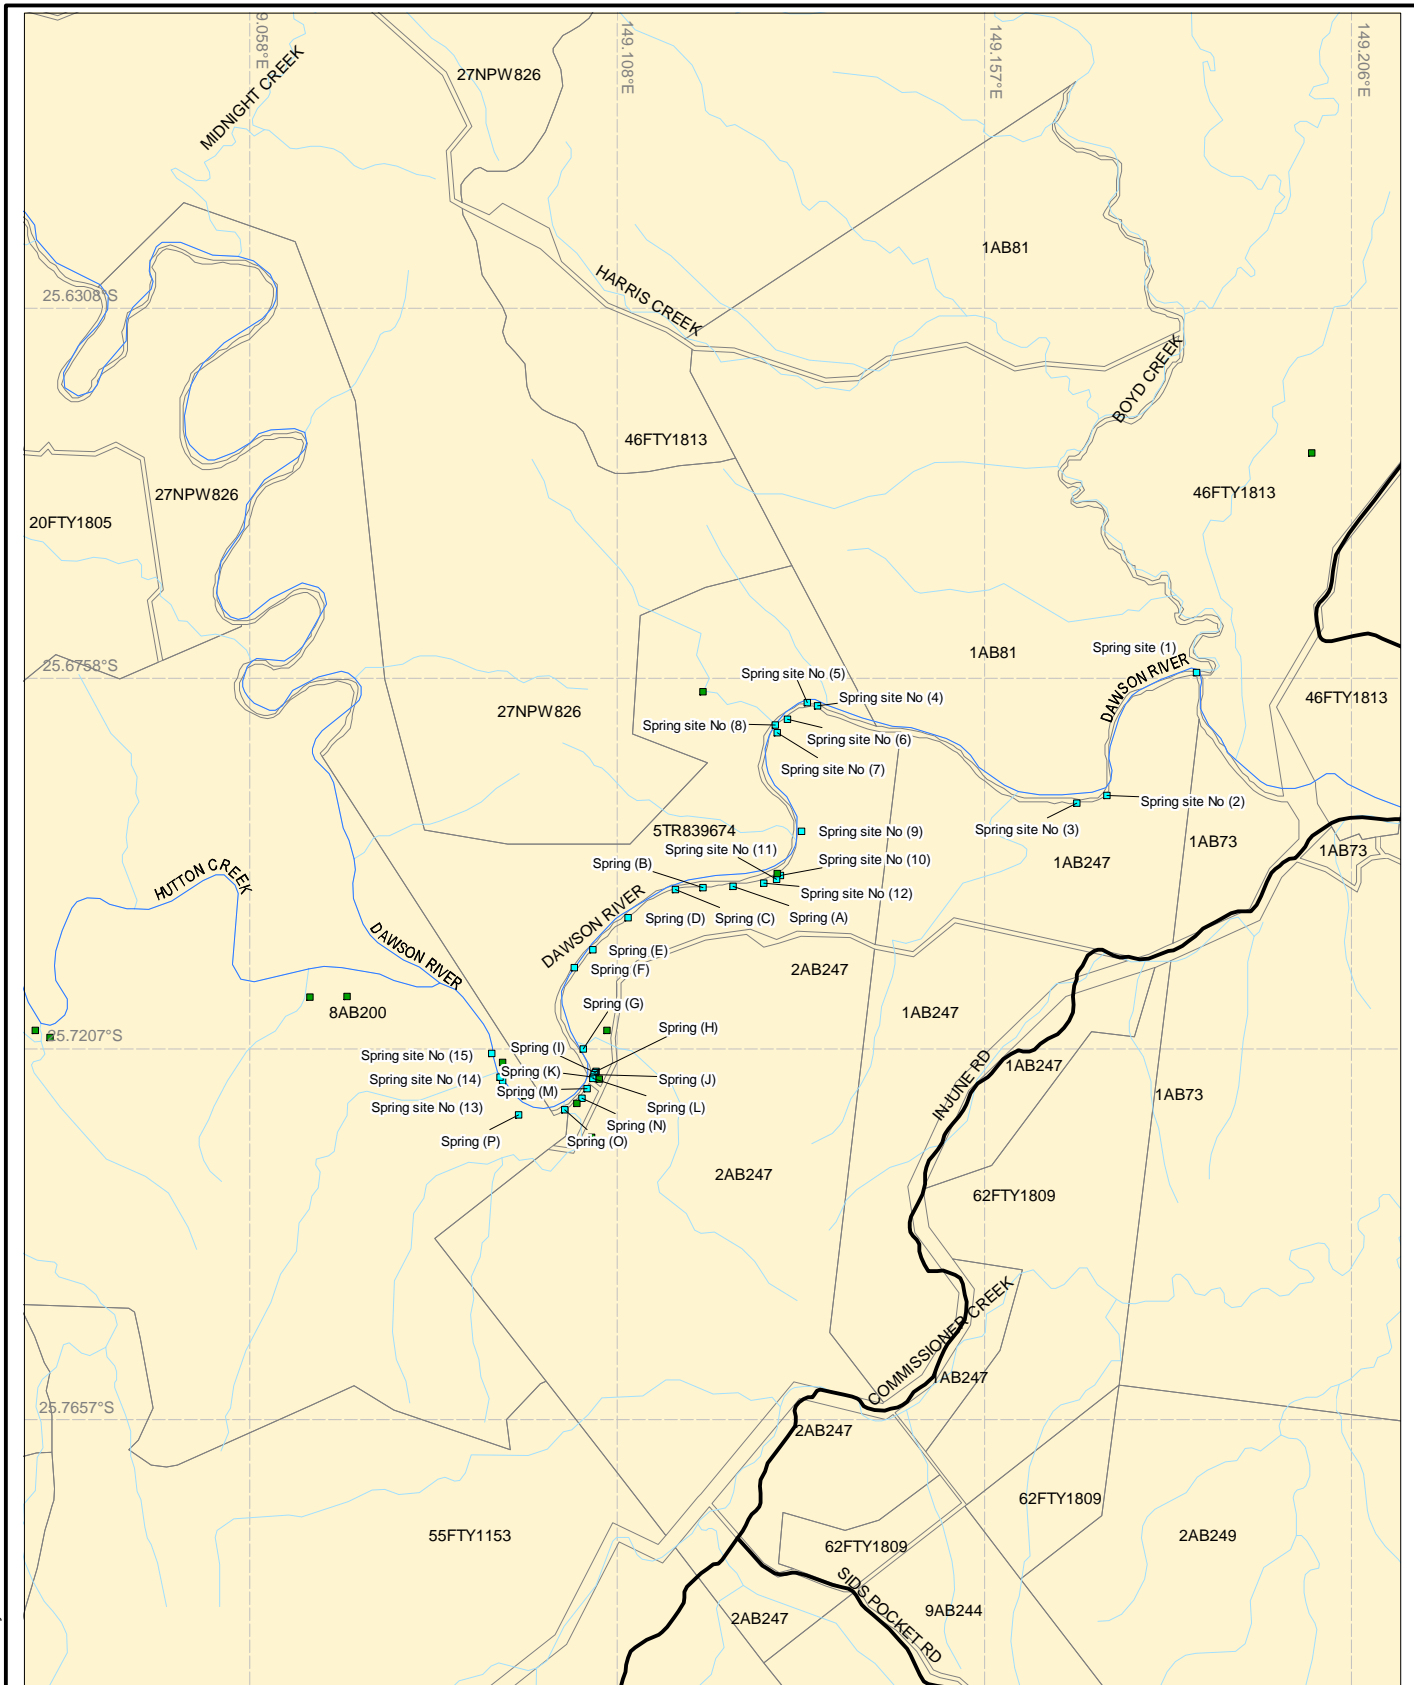 9.058°E
149.108°E
149.157°E
149.206°E
MIDNIGHT CREEK
27NPW826
1AB81
HARRIS CREEK
25.6308°S
BOYD CREEK
46FTY1813
46FTY1813
27NPW826
20FTY1805
25.6758°S
Spring site (1)
1AB81
DAWSON RIVER
46FTY1813
Spring site No (5)
Spring site No (4)
27NPW826
Spring site No (8)
Spring site No (6)
Spring site No (7)
Spring site No (2)
Spring site No (3)
5TR839674
Spring site No (9)
1AB73
1AB73
Spring site No (11)
Spring site No (10)
1AB247
Spring (B)
HUTTON CREEK
Spring site No (12)
Spring (D)
Spring (C)
Spring (A)
DAWSON RIVER
DAWSON RIVER
Spring (E)
Spring (F)
2AB247
8AB200
Spring (G)
1AB247
25.7207°S
Spring (H)
Spring (I)
Spring site No (15)
1AB247
Spring (K)
Spring (J)
Spring site No (14)
Spring (M)
INJUNE RD
1AB73
Spring site No (13)
Spring (L)
Spring (N)
Spring (P)
Spring (O)
2AB247
62FTY1809
COMMISSIONER CREEK
1AB247
25.7657°S
2AB247
62FTY1809
55FTY1153
2AB249
62FTY1809
SIDS POCKET RD
9AB244
2AB247